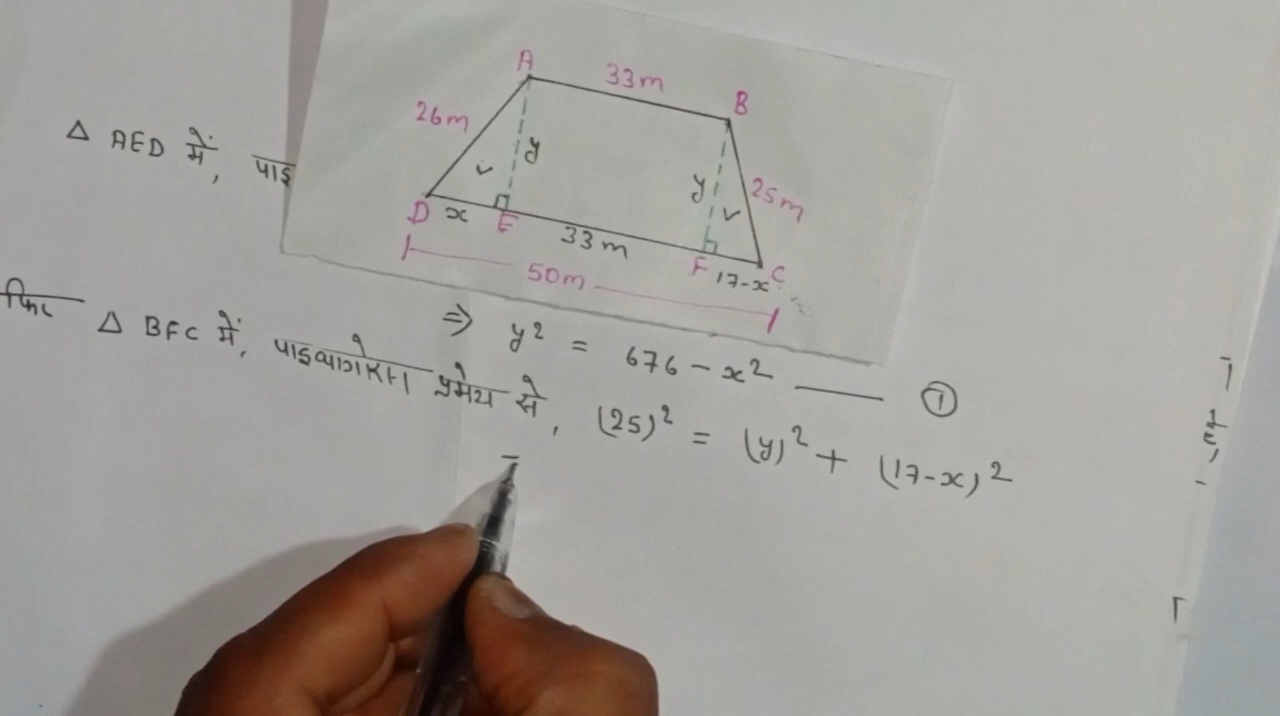 A 33m B
26m y y 25m
D x E 33m F 17-x C
50m
Δ AED में, पाइ
⇒ y² = 676 - x² —— ①
फिर Δ BFC में, पाइथागोरस प्रमेय से, (25)² = (y)² + (17-x)²